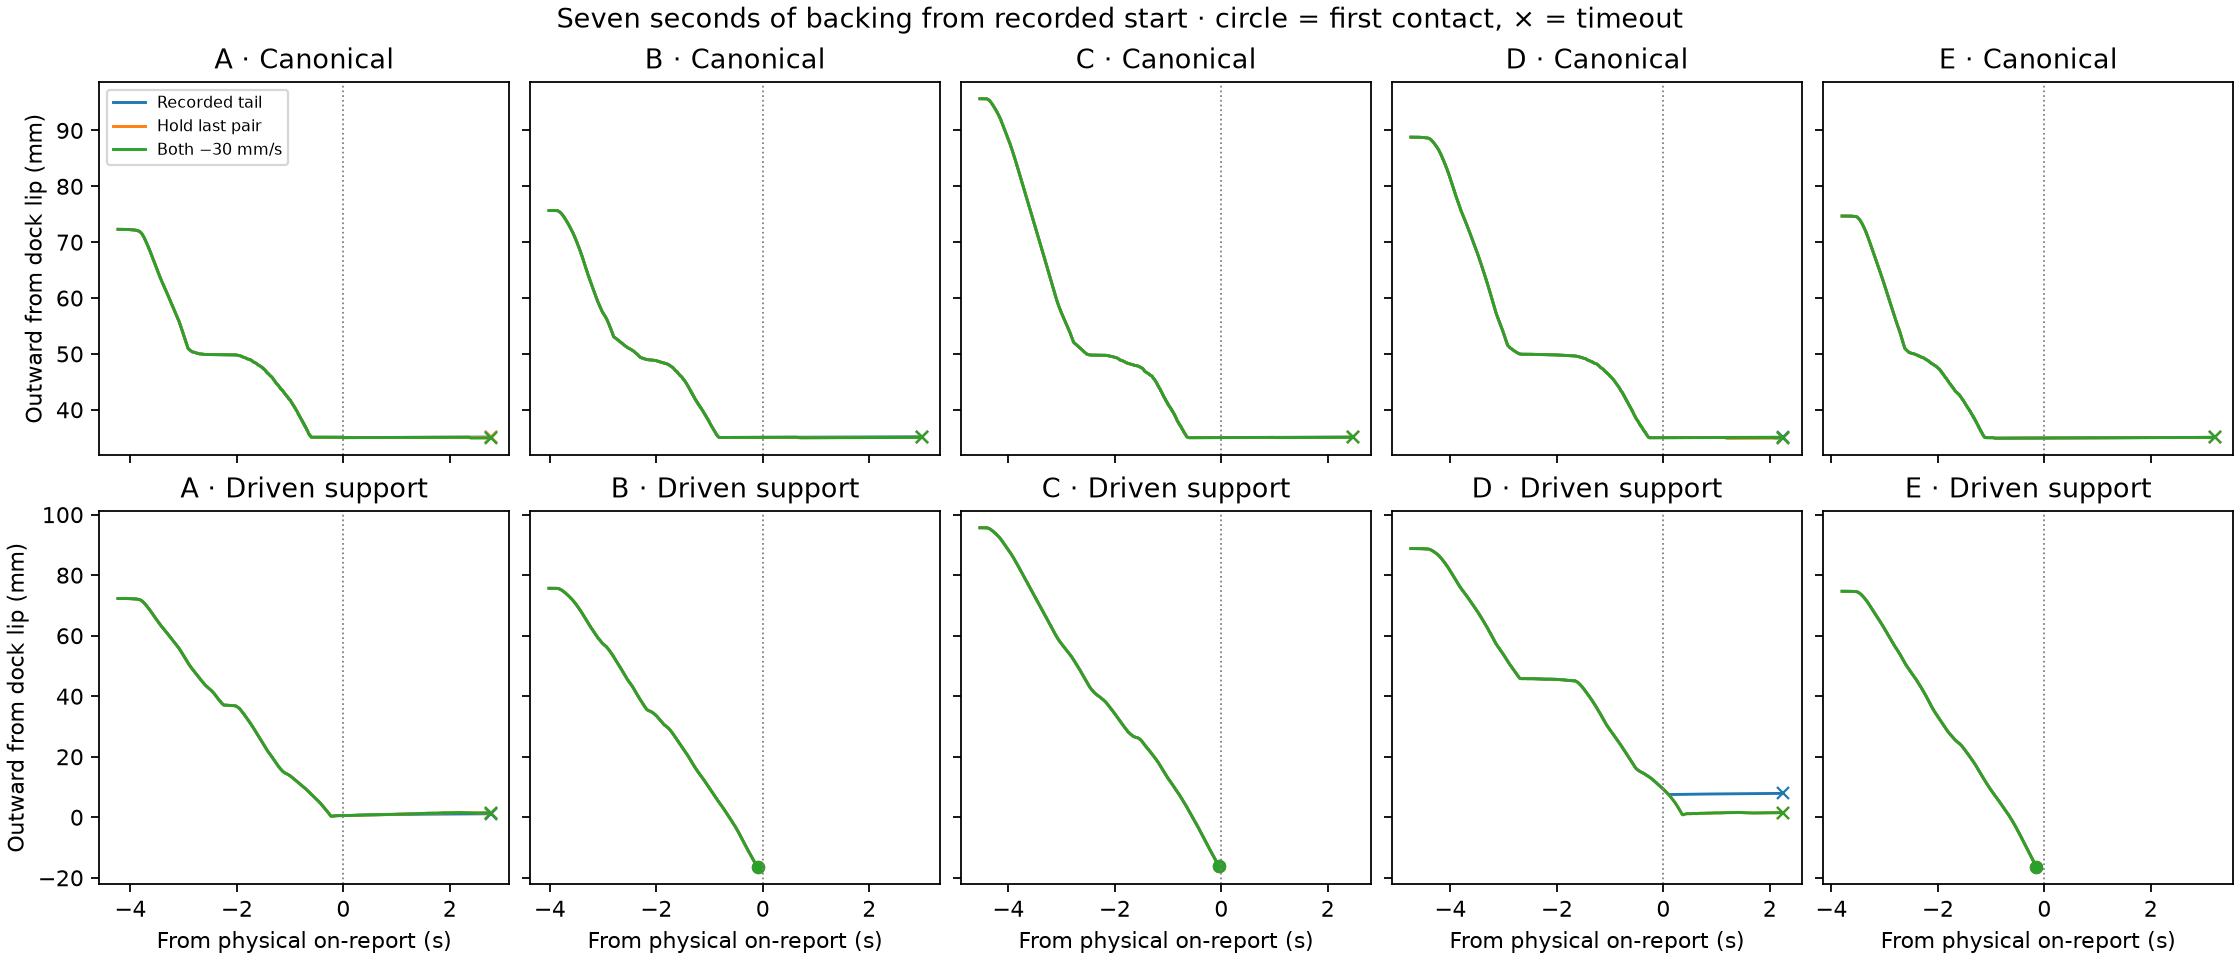 Seven seconds of backing from recorded start · circle = first contact, × = timeout
A · Canonical
B · Canonical
C · Canonical
D · Canonical
E · Canonical
Outward from dock lip (mm)
90
80
70
60
50
40
Recorded tail
Hold last pair
Both −30 mm/s
A · Driven support
B · Driven support
C · Driven support
D · Driven support
E · Driven support
Outward from dock lip (mm)
100
80
60
40
20
0
−20
−4 −2 0 2
−4 −2 0 2
−4 −2 0 2
−4 −2 0 2
−4 −2 0 2
From physical on-report (s)
From physical on-report (s)
From physical on-report (s)
From physical on-report (s)
From physical on-report (s)